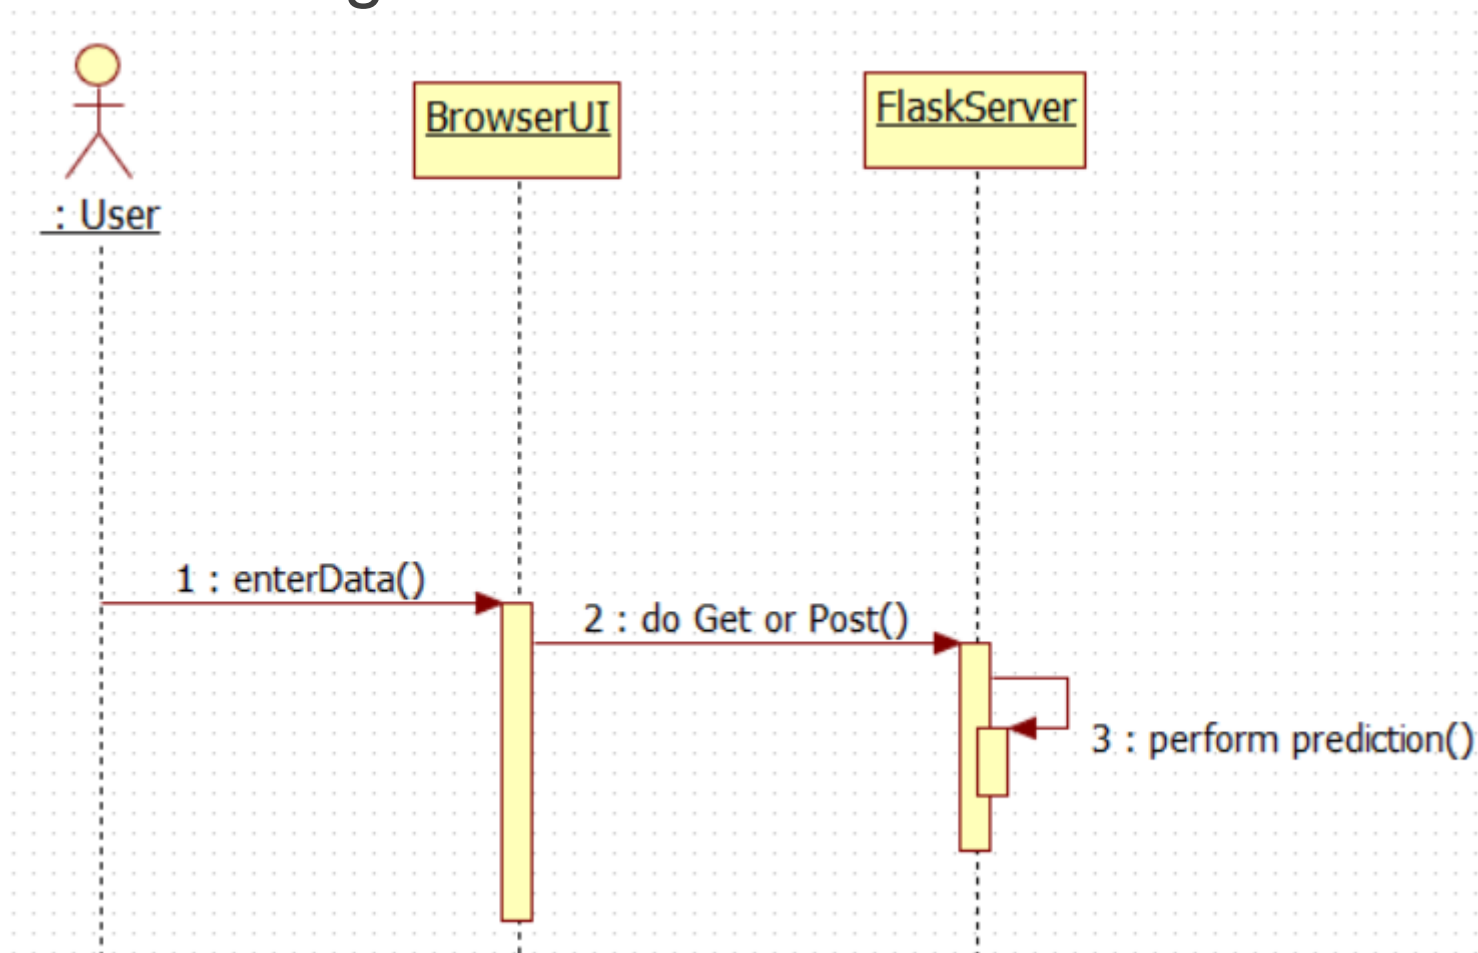 : User
BrowserUI
FlaskServer
1 : enterData()
2 : do Get or Post()
3 : perform prediction()